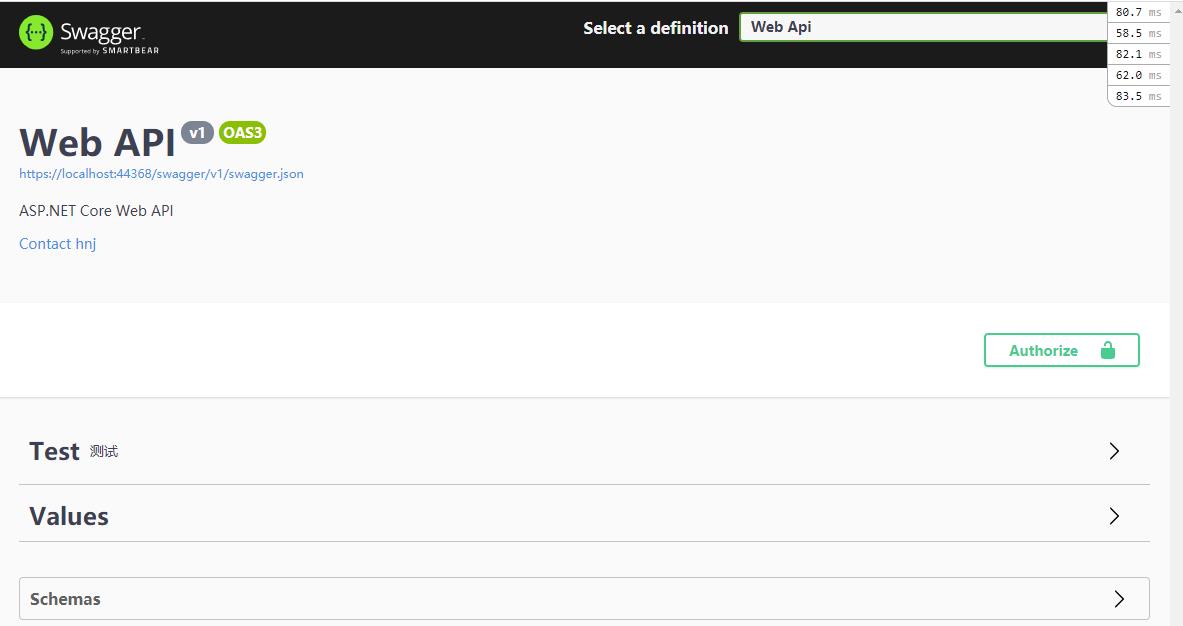 Swagger
Supported by SMARTBEAR
Select a definition
Web Api
80.7 ms
58.5 ms
82.1 ms
62.0 ms
83.5 ms
Web API v1 OAS3
https://localhost:44368/swagger/v1/swagger.json
ASP.NET Core Web API
Contact hnj
Authorize
Test 测试
Values
Schemas